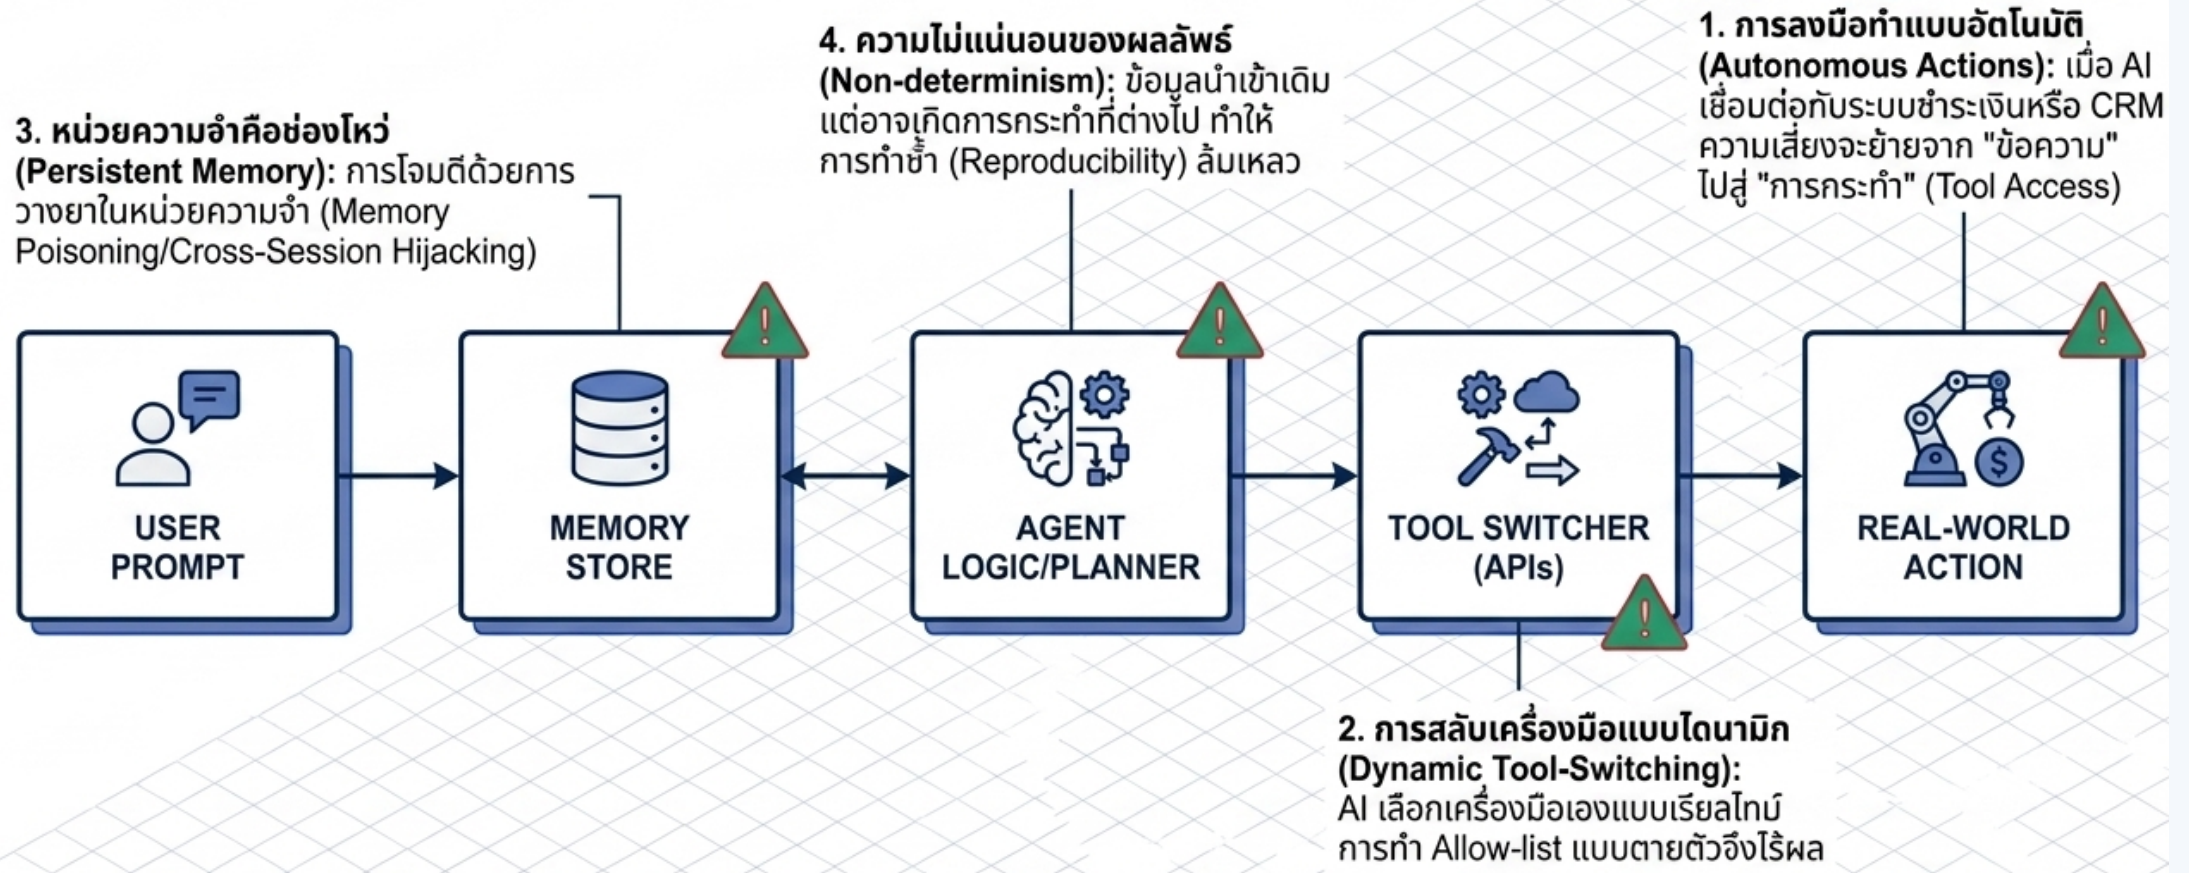 3. หน่วยความจำคือช่องโหว่
(Persistent Memory): การโจมตีด้วยการ
วางยาในหน่วยความจำ (Memory
Poisoning/Cross-Session Hijacking)
4. ความไม่แน่นอนของผลลัพธ์
(Non-determinism): ข้อมูลนำเข้าเดิม
แต่อาจเกิดการกระทำที่ต่างไป ทำให้
การทำซ้ำ (Reproducibility) ล้มเหลว
1. การลงมือทำแบบอัตโนมัติ
(Autonomous Actions): เมื่อ AI
เชื่อมต่อกับระบบชำระเงินหรือ CRM
ความเสี่ยงจะย้ายจาก "ข้อความ"
ไปสู่ "การกระทำ" (Tool Access)
USER
PROMPT
MEMORY
STORE
AGENT
LOGIC/PLANNER
TOOL SWITCHER
(APIs)
REAL-WORLD
ACTION
2. การสลับเครื่องมือแบบไดนามิก
(Dynamic Tool-Switching):
AI เลือกเครื่องมือเองแบบเรียลไทม์
การทำ Allow-list แบบตายตัวจึงไร้ผล